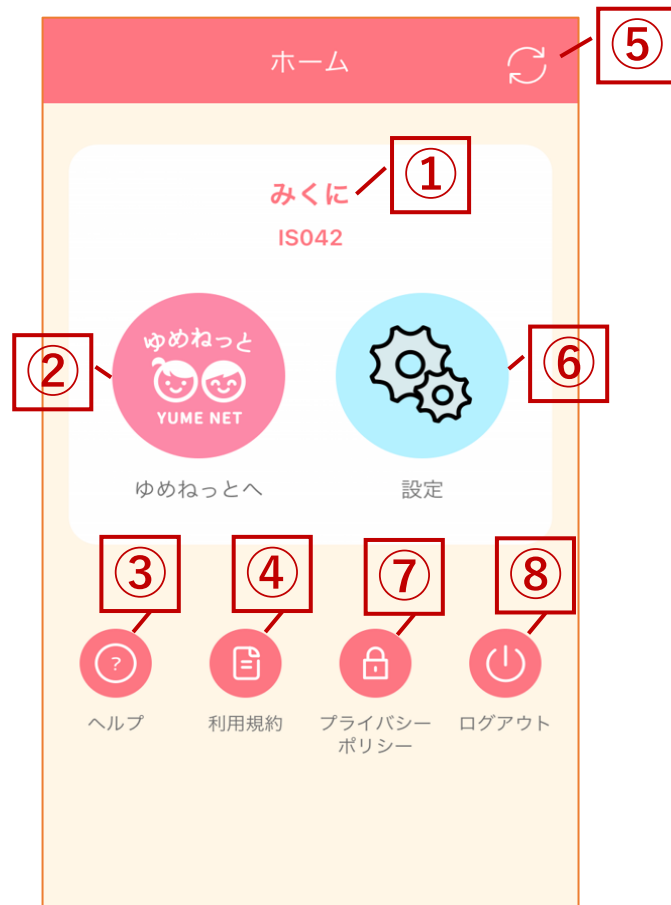 ホーム
⑤
①
みくに
IS042
②
ゆめねっと
YUME NET
⑥
ゆめねっとへ
設定
③
④
⑦
⑧
?
ヘルプ
利用規約
プライバシー
ポリシー
ログアウト